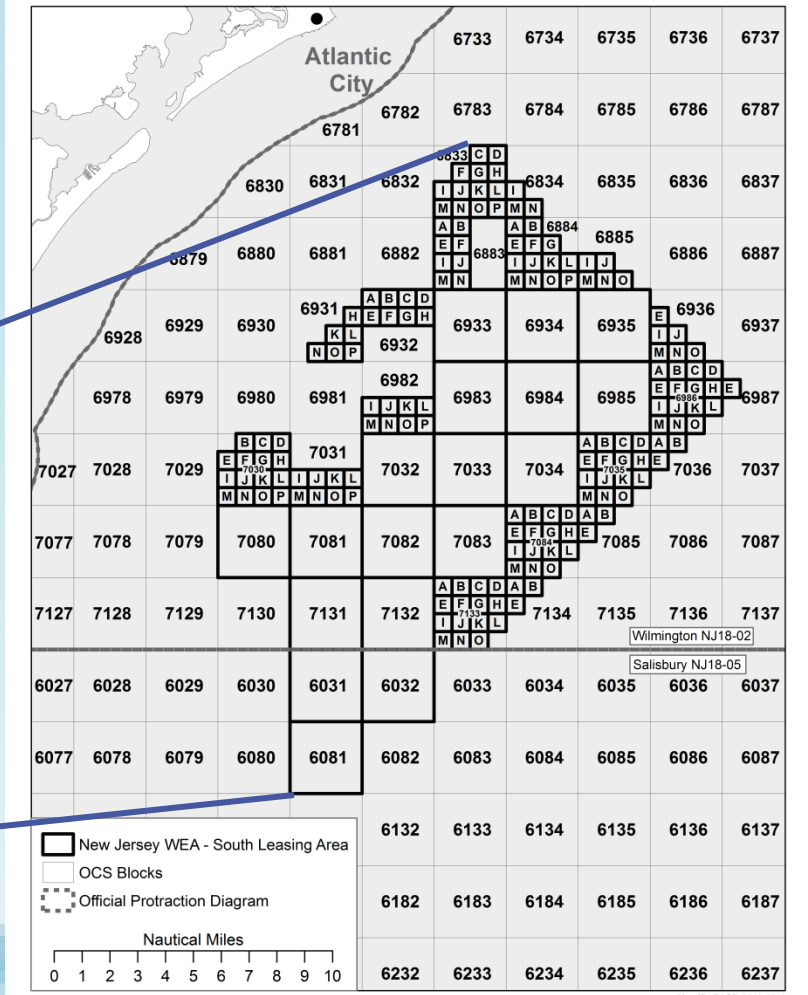 6733 6734 6735 6736 6737
Atlantic
City
6781 6782 6783 6784 6785 6786 6787
6833 C D
F G H
6830 6831 6832 I J K L I 6834 6835 6836 6837
M N O P M N
A B A B 6884
6879 6880 6881 6882 E F 6883 E F G 6885 6886 6887
I J I J K L I J
M N M N O P M N O
A B C D
6931 H E F G H E 6936
6928 6929 6930 K L 6932 6933 6934 6935 I J 6937
N O P M N O
6982 A B C D
6978 6979 6980 6981 6983 6984 6985 E F G H E 6987
I J K L I J K L
6986
M N O P M N O
B C D 7031 A B C D A B
E F G H E F G H E
7027 7028 7029 7030 7032 7033 7034 7035 7036 7037
I J K L I J K L I J K L
M N O P M N O P M N O
A B C D A B
E F G H E
7077 7078 7079 7080 7081 7082 7083 7084 7085 7086 7087
I J K L
M N O
A B C D A B
E F G H E
7127 7128 7129 7130 7131 7132 7133 7134 7135 7136 7137
I J K L
M N O
Wilmington NJ18-02
Salisbury NJ18-05
6027 6028 6029 6030 6031 6032 6033 6034 6035 6036 6037
6077 6078 6079 6080 6081 6082 6083 6084 6085 6086 6087
6132 6133 6134 6135 6136 6137
6182 6183 6184 6185 6186 6187
6232 6233 6234 6235 6236 6237
New Jersey WEA - South Leasing Area
OCS Blocks
Official Protraction Diagram
Nautical Miles
0 1 2 3 4 5 6 7 8 9 10